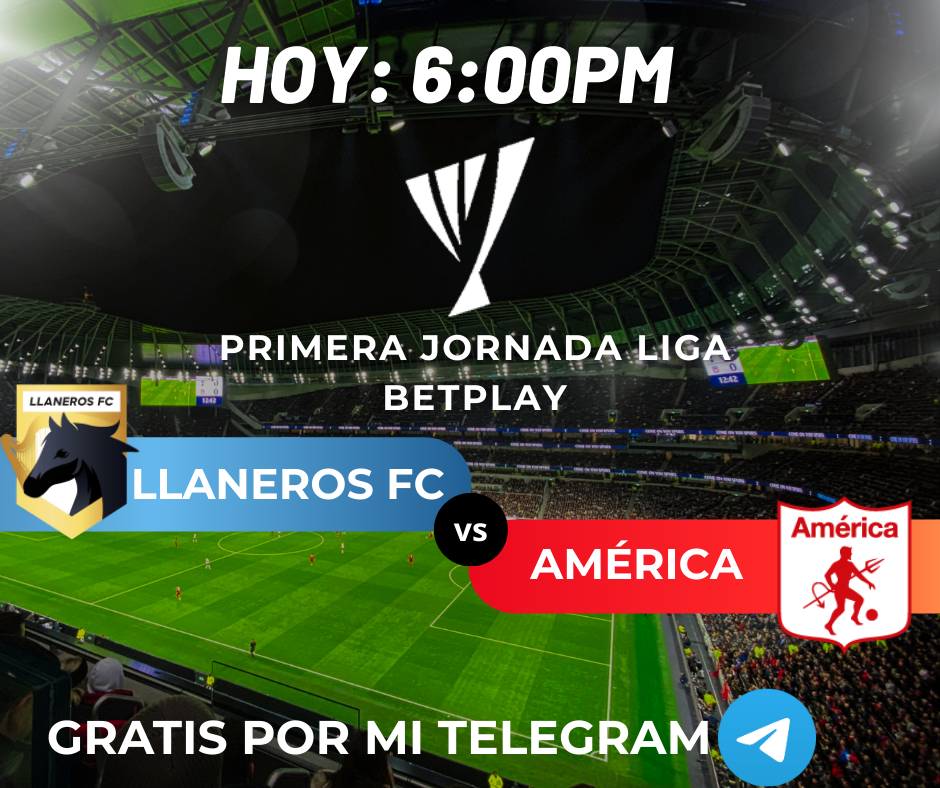 HOY: 6:00PM
PRIMERA JORNADA LIGA
BETPLAY
LLANEROS FC
LLANEROS FC
VS
América
AMÉRICA
GRATIS POR MI TELEGRAM